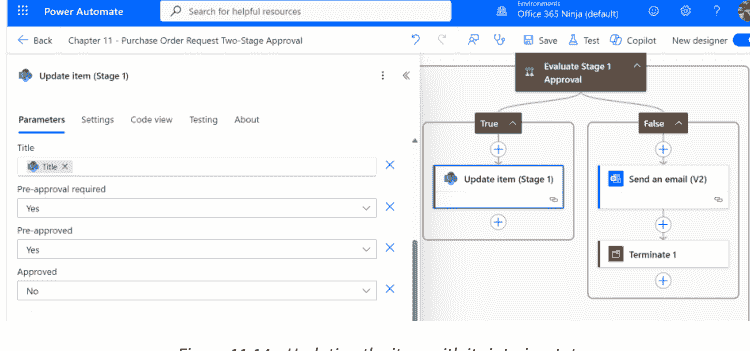 Power Automate
Search for helpful resources
Environments
Office 365 Ninja (default)
Back
Chapter 11 - Purchase Order Request Two-Stage Approval
Save
Test
Copilot
New designer
Update item (Stage 1)
Parameters
Settings
Code view
Testing
About
Title
Title
Pre-approval required
Yes
Pre-approved
Yes
Approved
No
Evaluate Stage 1
Approval
True
False
Update item (Stage 1)
Send an email (V2)
Terminate 1